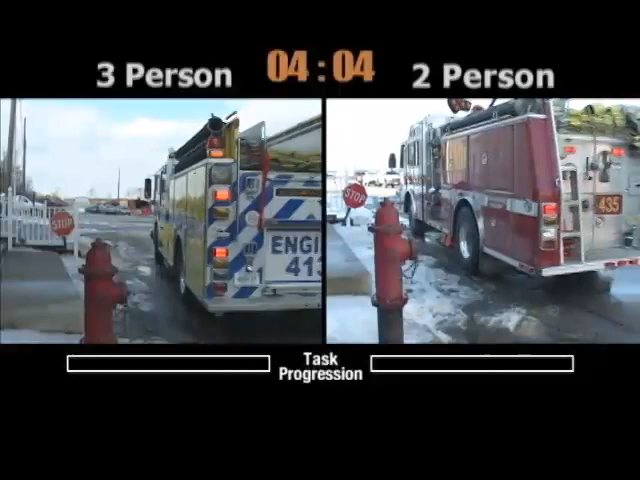 3 Person
04:04
2 Person
STOP
ENGI
413
STOP
435
Task
Progression